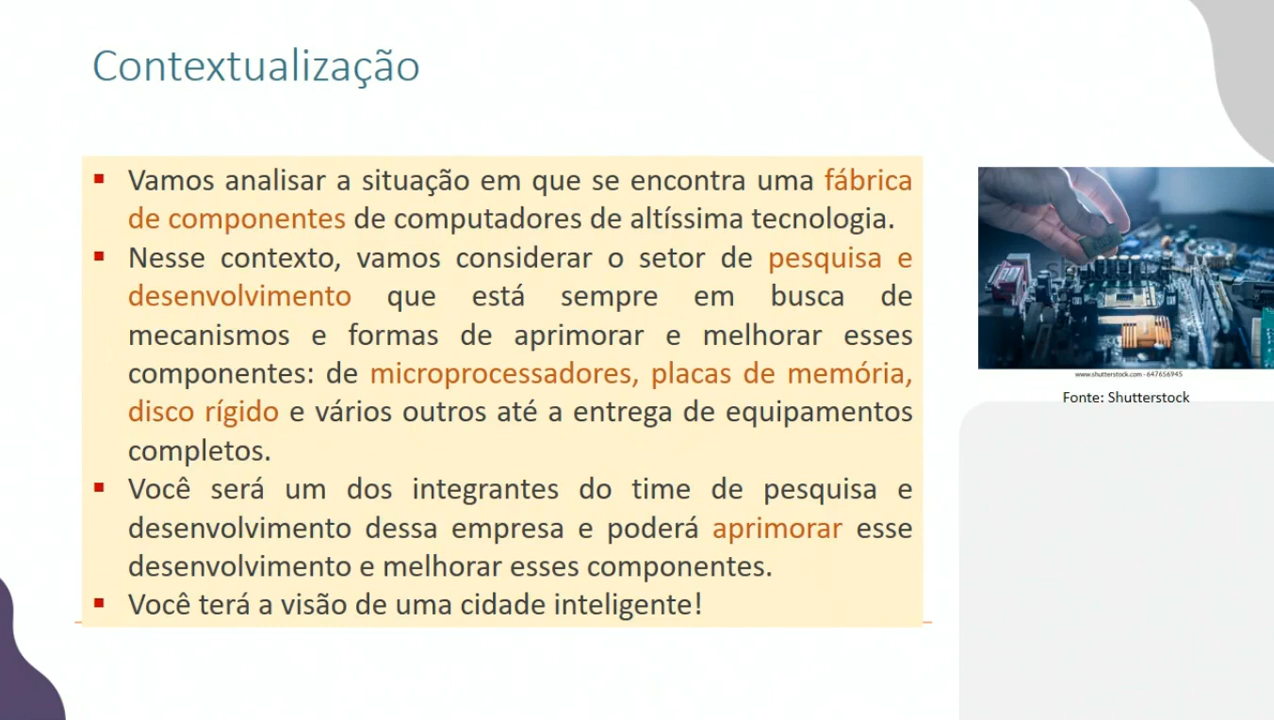 Contextualização
▪ Vamos analisar a situação em que se encontra uma fábrica
de componentes de computadores de altíssima tecnologia.
▪ Nesse contexto, vamos considerar o setor de pesquisa e
desenvolvimento que está sempre em busca de
mecanismos e formas de aprimorar e melhorar esses
componentes: de microprocessadores, placas de memória,
disco rígido e vários outros até a entrega de equipamentos
completos.
▪ Você será um dos integrantes do time de pesquisa e
desenvolvimento dessa empresa e poderá aprimorar esse
desenvolvimento e melhorar esses componentes.
▪ Você terá a visão de uma cidade inteligente!
www.shutterstock.com · 647656945
Fonte: Shutterstock